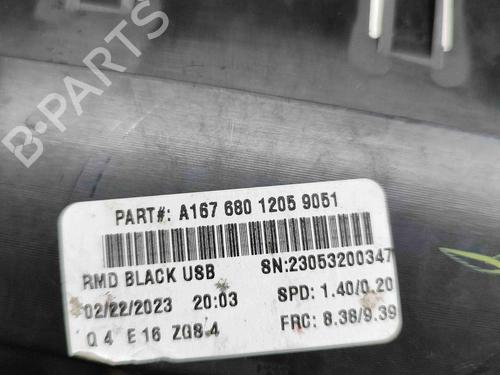 B-PARTS
PART#: A167 680 1205 9051
RMD BLACK USB SN:23053200347
02/22/2023 20:03 SPD: 1.40/0.20
Q 4 E 16 ZGS 4 FRC: 8.38/9.39